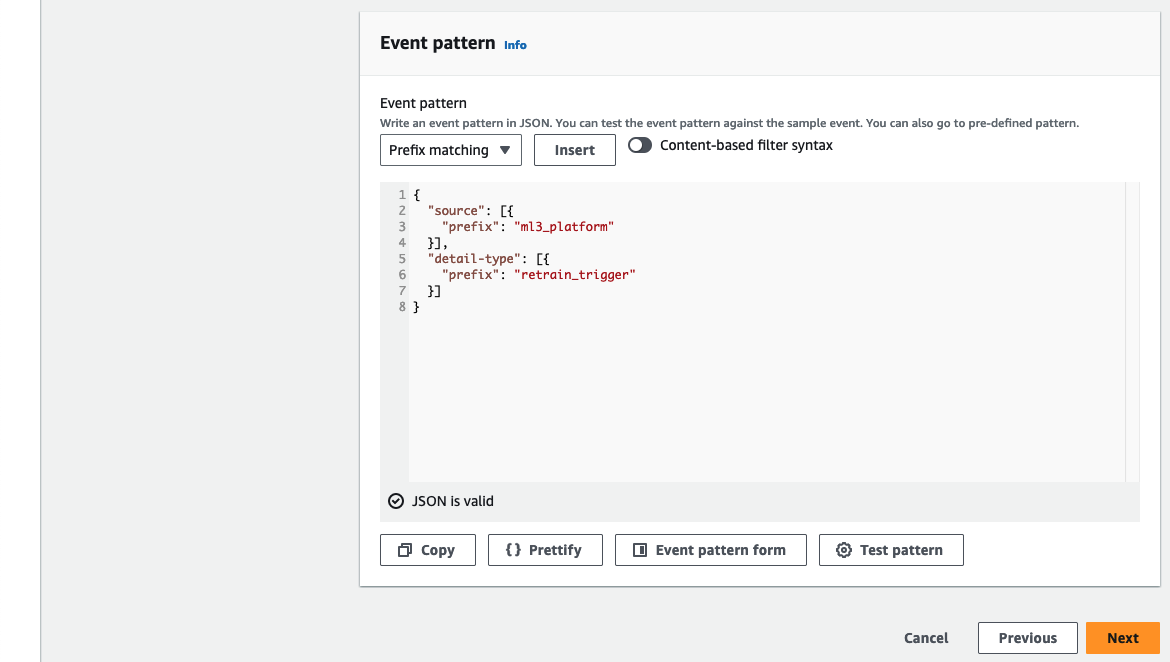 Event pattern Info
Event pattern
Write an event pattern in JSON. You can test the event pattern against the sample event. You can also go to pre-defined pattern.
Prefix matching Insert Content-based filter syntax
1 {
2   "source": [{
3     "prefix": "ml3_platform"
4   }],
5   "detail-type": [{
6     "prefix": "retrain_trigger"
7   }]
8 }
JSON is valid
Copy {} Prettify Event pattern form Test pattern
Cancel Previous Next